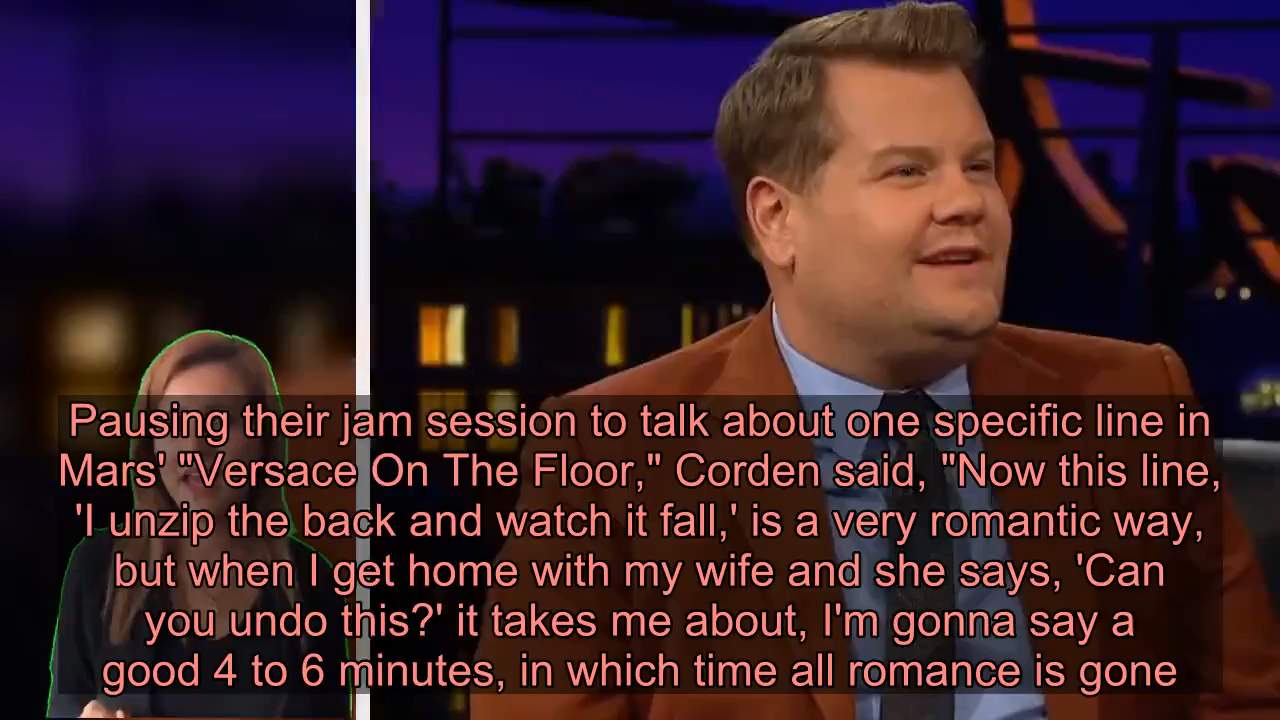 Pausing their jam session to talk about one specific line in
Mars' "Versace On The Floor," Corden said, "Now this line,
'I unzip the back and watch it fall,' is a very romantic way,
but when I get home with my wife and she says, 'Can
you undo this?' it takes me about, I'm gonna say a
good 4 to 6 minutes, in which time all romance is gone